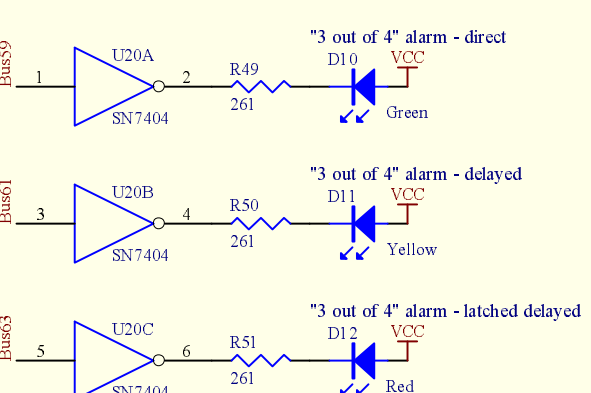 "3 out of 4" alarm - direct
Bus59
1
U20A
SN7404
2
R49
261
D10
VCC
Green
"3 out of 4" alarm - delayed
Bus61
3
U20B
SN7404
4
R50
261
D11
VCC
Yellow
"3 out of 4" alarm - latched delayed
Bus63
5
U20C
SN7404
6
R51
261
D12
VCC
Red